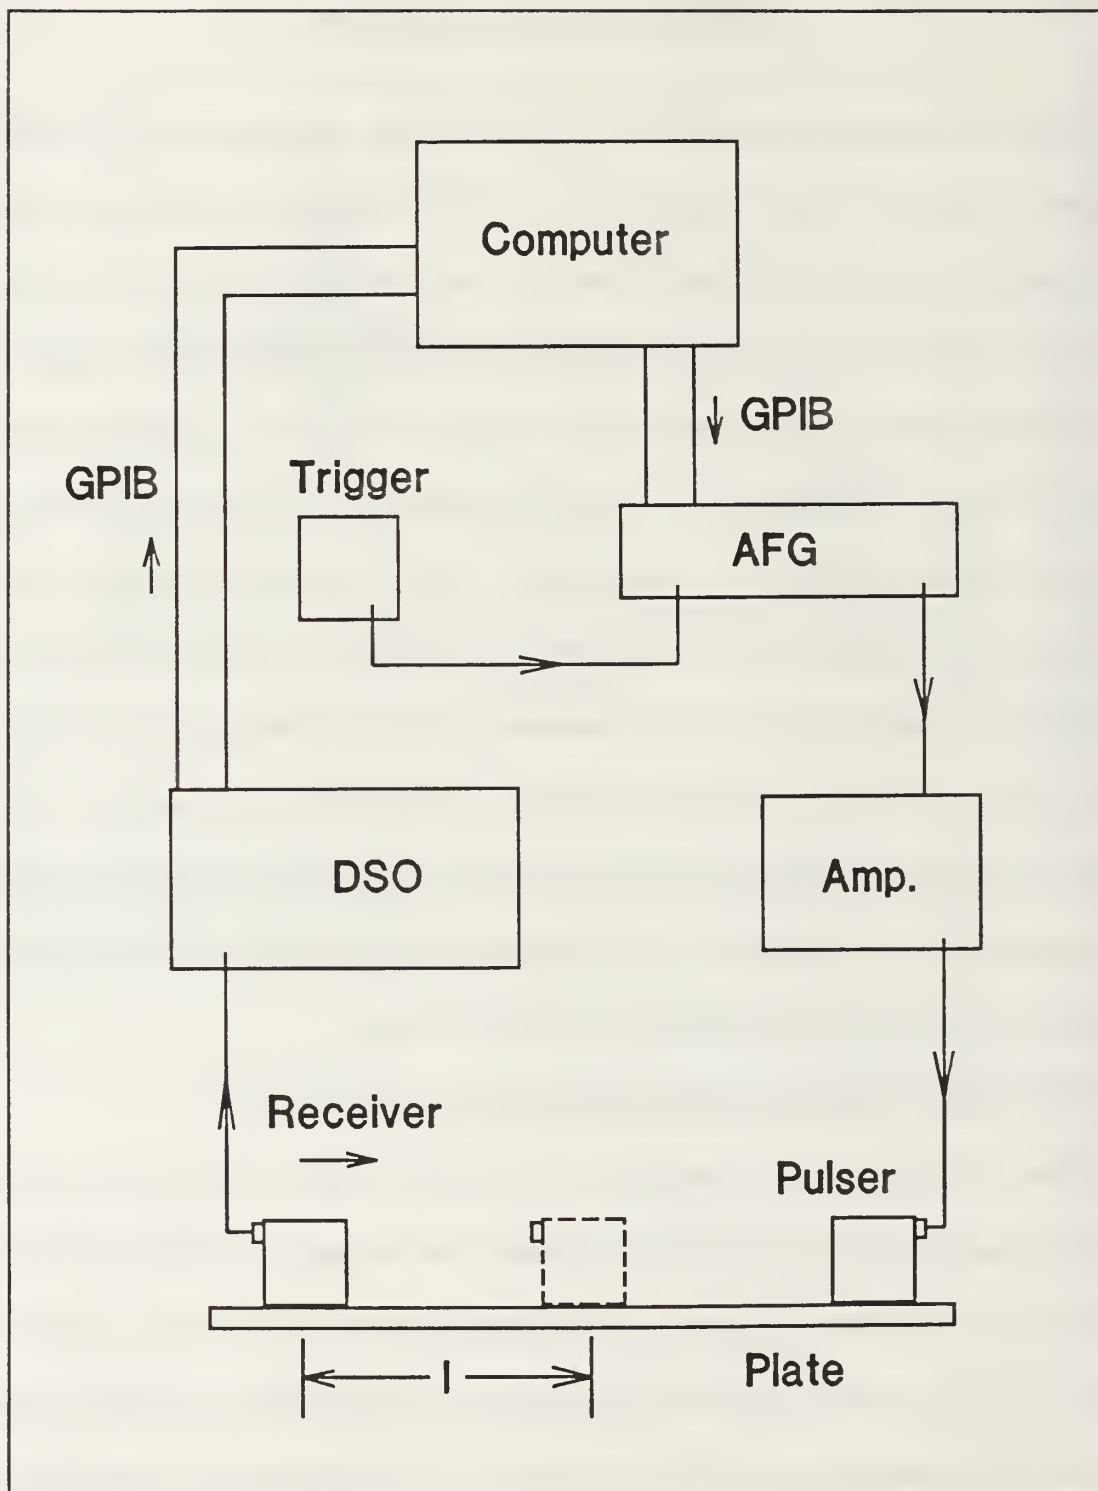 Computer
GPIB
GPIB
Trigger
AFG
DSO
Amp.
Receiver
Pulser
l
Plate